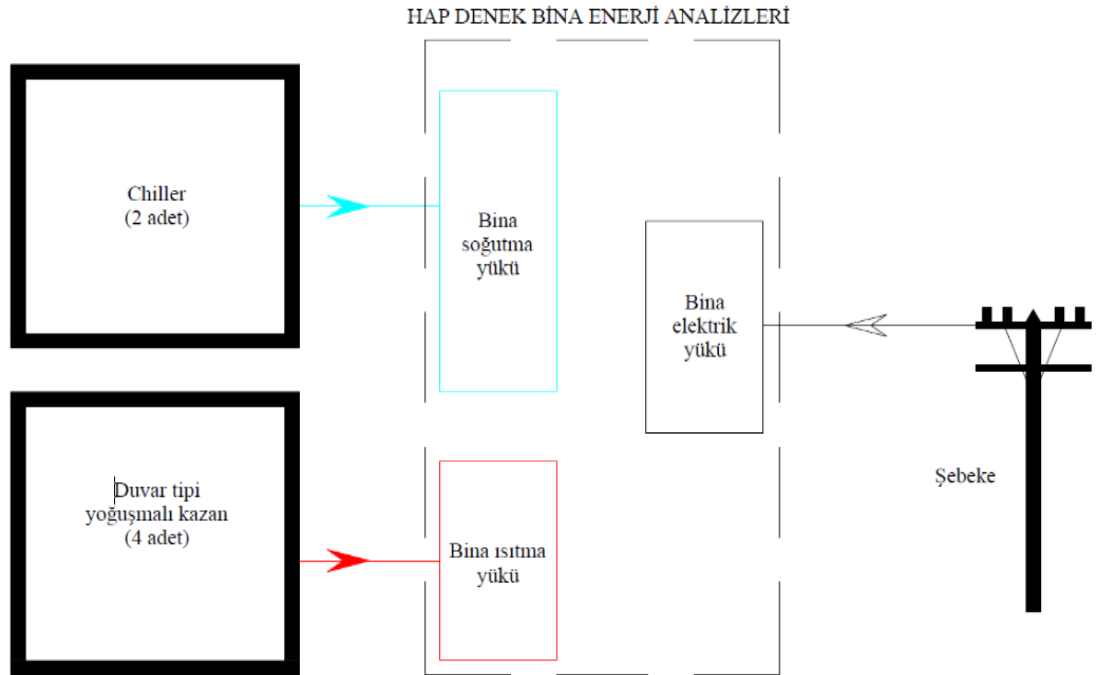 HAP DENEK BİNA ENERJİ ANALİZLERİ
Chiller
(2 adet)
Bina
soğutma
yükü
Bina
elektrik
yükü
Şebeke
Duvar tipi
yoğuşmalı kazan
(4 adet)
Bina ısıtma
yükü